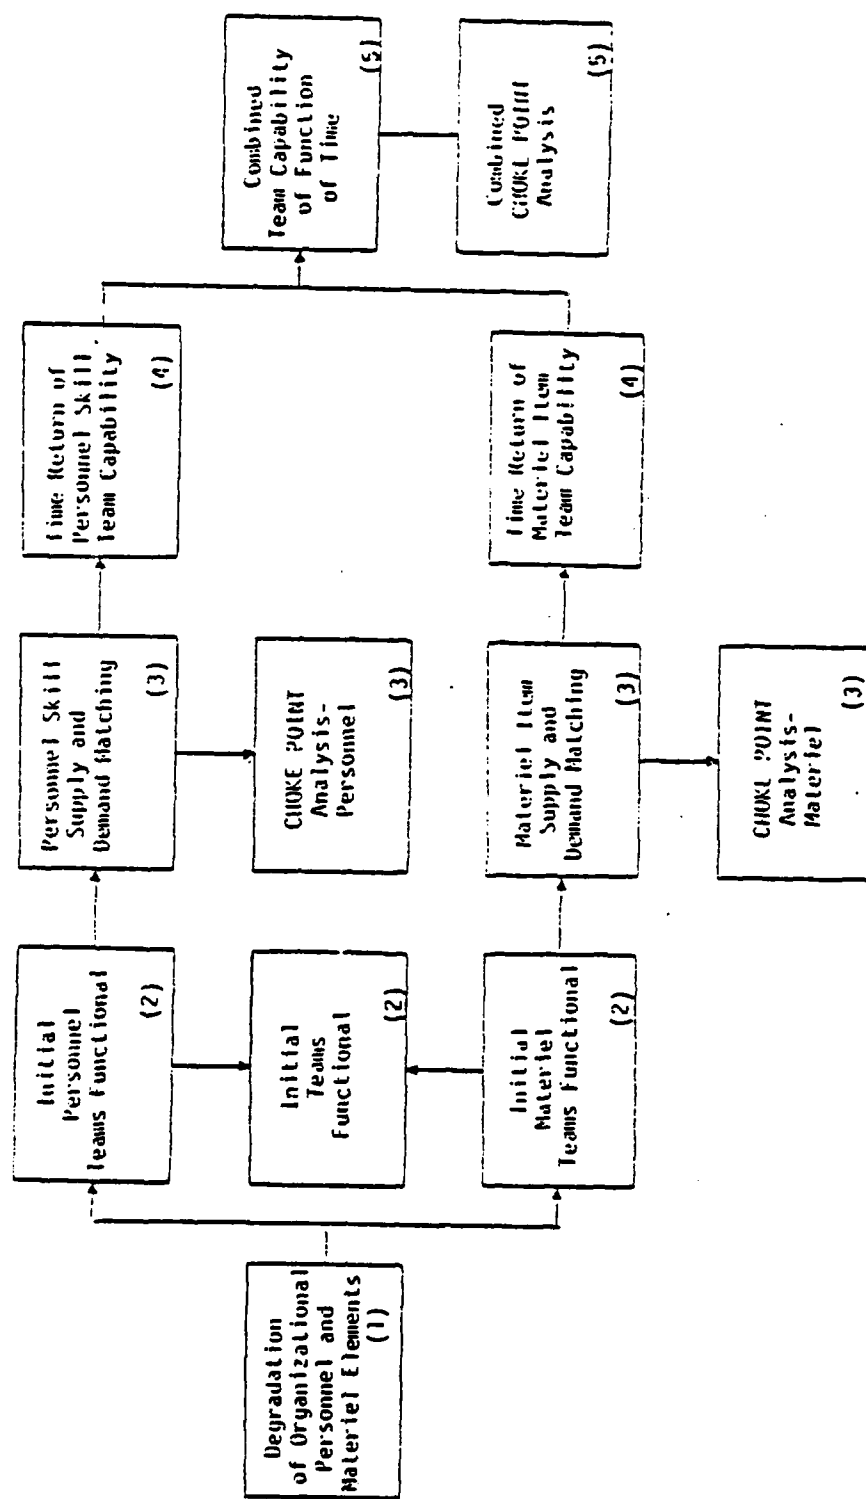 Degradation
of Organizational
Personnel and
Materiel Elements
(1)
Initial
Personnel
Teams Functional
(2)
Initial
Teams
Functional
(2)
Initial
Materiel
Teams Functional
(2)
Personnel Skill
Supply and
Demand Matching
(3)
CHOKE POINT
Analysis-
Personnel
(3)
Materiel Item
Supply and
Demand Matching
(3)
CHOKE POINT
Analysis-
Materiel
(3)
Time Return of
Personnel Skill
Team Capability
(4)
Time Return of
Materiel Item
Team Capability
(4)
Combined
Team Capability
of Function
of Time
(5)
Combined
CHOKE POINT
Analysis
(5)